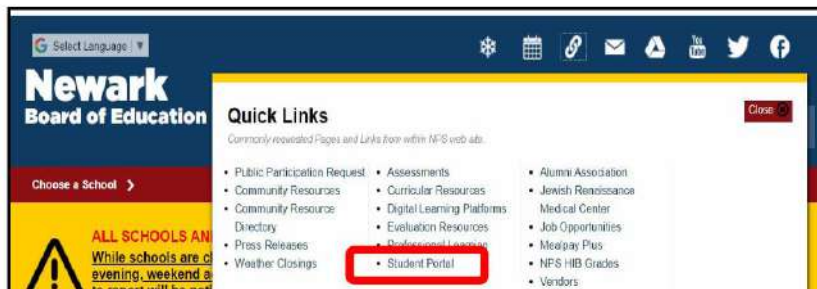 Select Language ▼
Newark
Board of Education
Choose a School ❯
Quick Links
Close
Commonly requested Pages and Links from within NPS web site.
• Public Participation Request
• Community Resources
• Community Resource
Directory
• Press Releases
• Weather Closings
• Assessments
• Curricular Resources
• Digital Learning Platforms
• Evaluation Resources
• Professional Learning
• Student Portal
• Alumni Association
• Jewish Renaissance
Medical Center
• Job Opportunities
• Mealpay Plus
• NPS HIB Grades
• Vendors
ALL SCHOOLS AN
While schools are cl
evening, weekend a